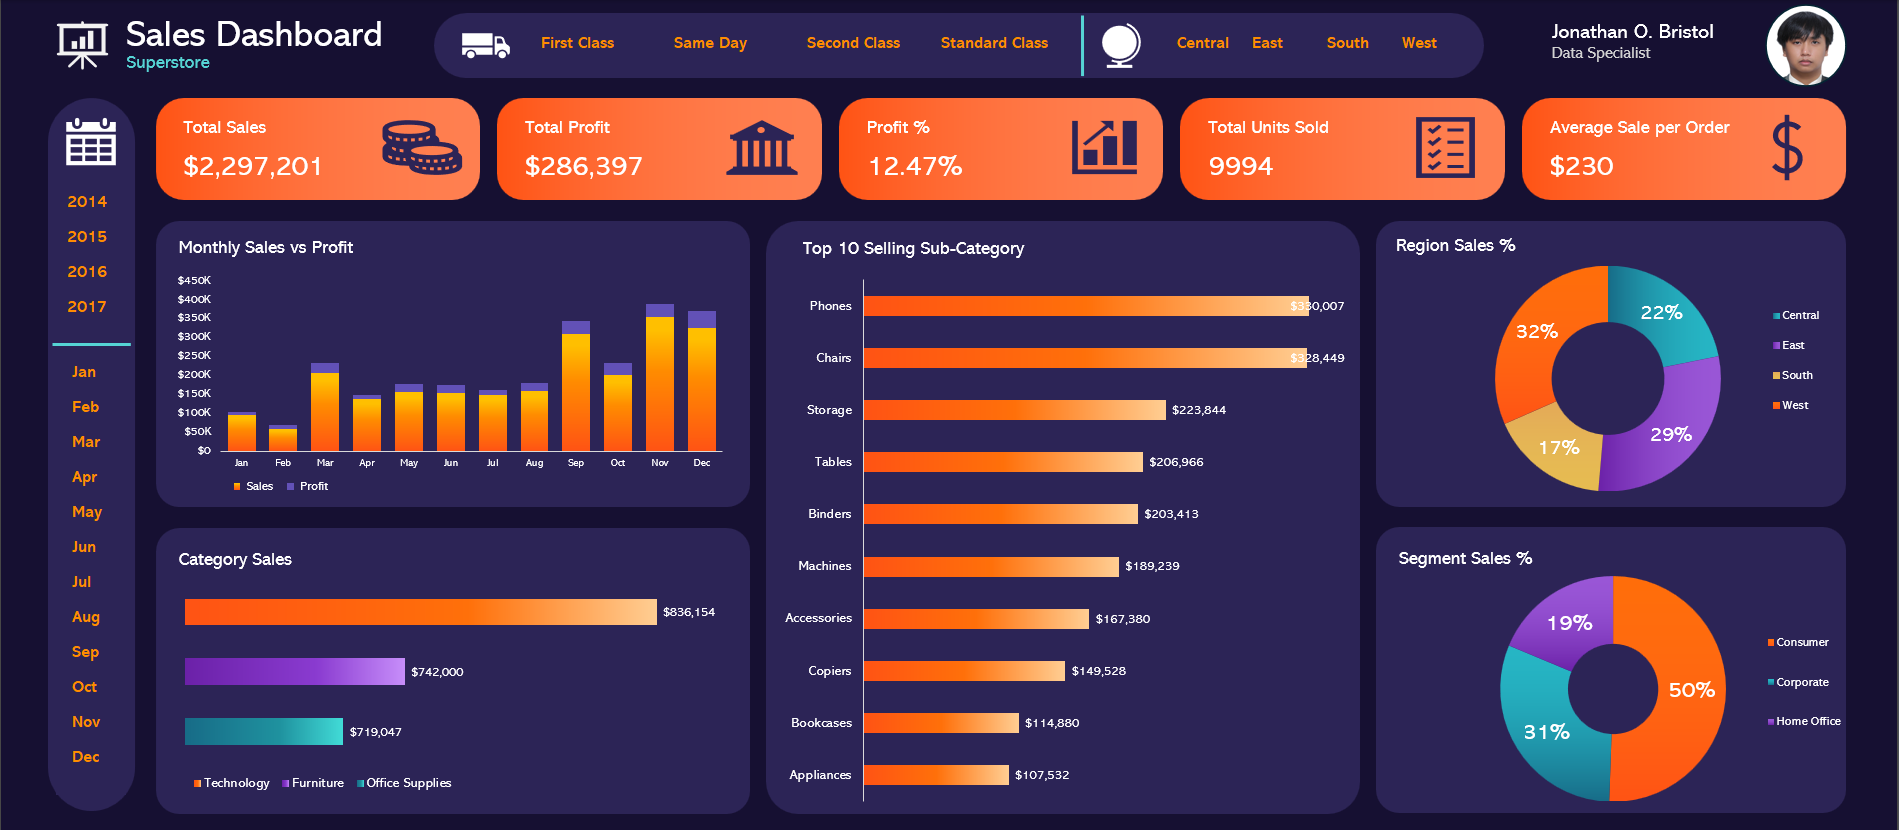 Sales Dashboard
Superstore
First Class
Same Day
Second Class
Standard Class
Central
East
South
West
Jonathan O. Bristol
Data Specialist
2014
2015
2016
2017
Jan
Feb
Mar
Apr
May
Jun
Jul
Aug
Sep
Oct
Nov
Dec
Total Sales
$2,297,201
Total Profit
$286,397
Profit %
12.47%
Total Units Sold
9994
Average Sale per Order
$230
Monthly Sales vs Profit
$450K
$400K
$350K
$300K
$250K
$200K
$150K
$100K
$50K
$0
Jan Feb Mar Apr May Jun Jul Aug Sep Oct Nov Dec
Sales Profit
Category Sales
$836,154
$742,000
$719,047
Technology Furniture Office Supplies
Top 10 Selling Sub-Category
Phones $330,007
Chairs $328,449
Storage $223,844
Tables $206,966
Binders $203,413
Machines $189,239
Accessories $167,380
Copiers $149,528
Bookcases $114,880
Appliances $107,532
Region Sales %
22%
29%
17%
32%
Central
East
South
West
Segment Sales %
50%
31%
19%
Consumer
Corporate
Home Office